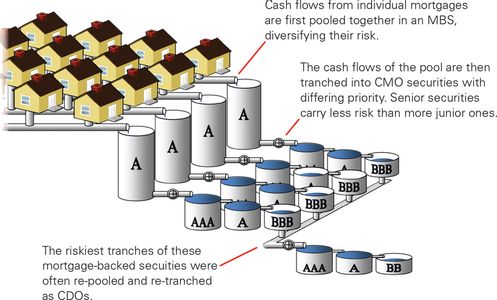 Cash flows from individual mortgages
are first pooled together in an MBS,
diversifying their risk.
The cash flows of the pool are then
tranched into CMO securities with
differing priority. Senior securities
carry less risk than more junior ones.
A
A
A
A
A
BBB
A
BBB
A
BBB
AAA
A
BBB
The riskiest tranches of these
mortgage-backed secuities were
often re-pooled and re-tranched
as CDOs.
AAA
A
BB